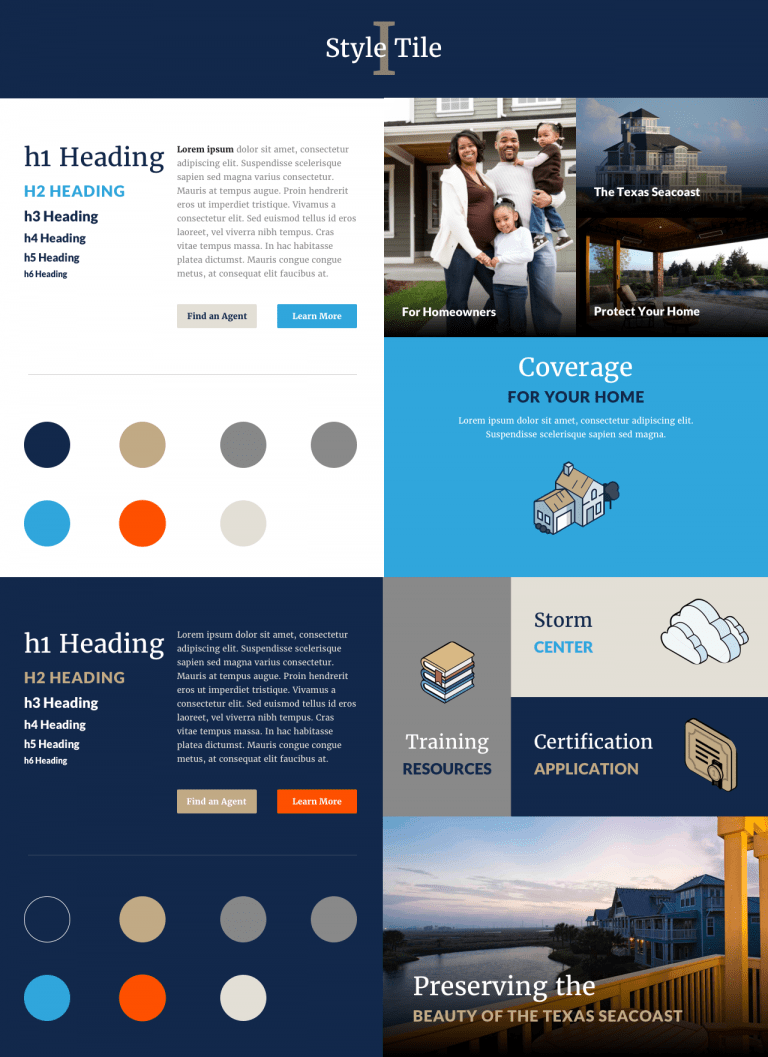 Style Tile
I
h1 Heading
H2 HEADING
h3 Heading
h4 Heading
h5 Heading
h6 Heading
Lorem ipsum dolor sit amet, consectetur
adipiscing elit. Suspendisse scelerisque
sapien sed magna varius consectetur.
Mauris at tempus augue. Proin hendrerit
eros ut imperdiet tristique. Vivamus a
consectetur elit. Sed euismod tellus id eros
laoreet, vel viverra nibh tempus. Cras
vitae tempus massa. In hac habitasse
platea dictumst. Mauris congue congue
metus, at consequat elit faucibus at.
Find an Agent
Learn More
For Homeowners
The Texas Seacoast
Protect Your Home
Coverage
FOR YOUR HOME
Lorem ipsum dolor sit amet, consectetur adipiscing elit.
Suspendisse scelerisque sapien sed magna.
h1 Heading
H2 HEADING
h3 Heading
h4 Heading
h5 Heading
h6 Heading
Lorem ipsum dolor sit amet, consectetur
adipiscing elit. Suspendisse scelerisque
sapien sed magna varius consectetur.
Mauris at tempus augue. Proin hendrerit
eros ut imperdiet tristique. Vivamus a
consectetur elit. Sed euismod tellus id eros
laoreet, vel viverra nibh tempus. Cras
vitae tempus massa. In hac habitasse
platea dictumst. Mauris congue congue
metus, at consequat elit faucibus at.
Find an Agent
Learn More
Training
RESOURCES
Storm
CENTER
Certification
APPLICATION
Preserving the
BEAUTY OF THE TEXAS SEACOAST